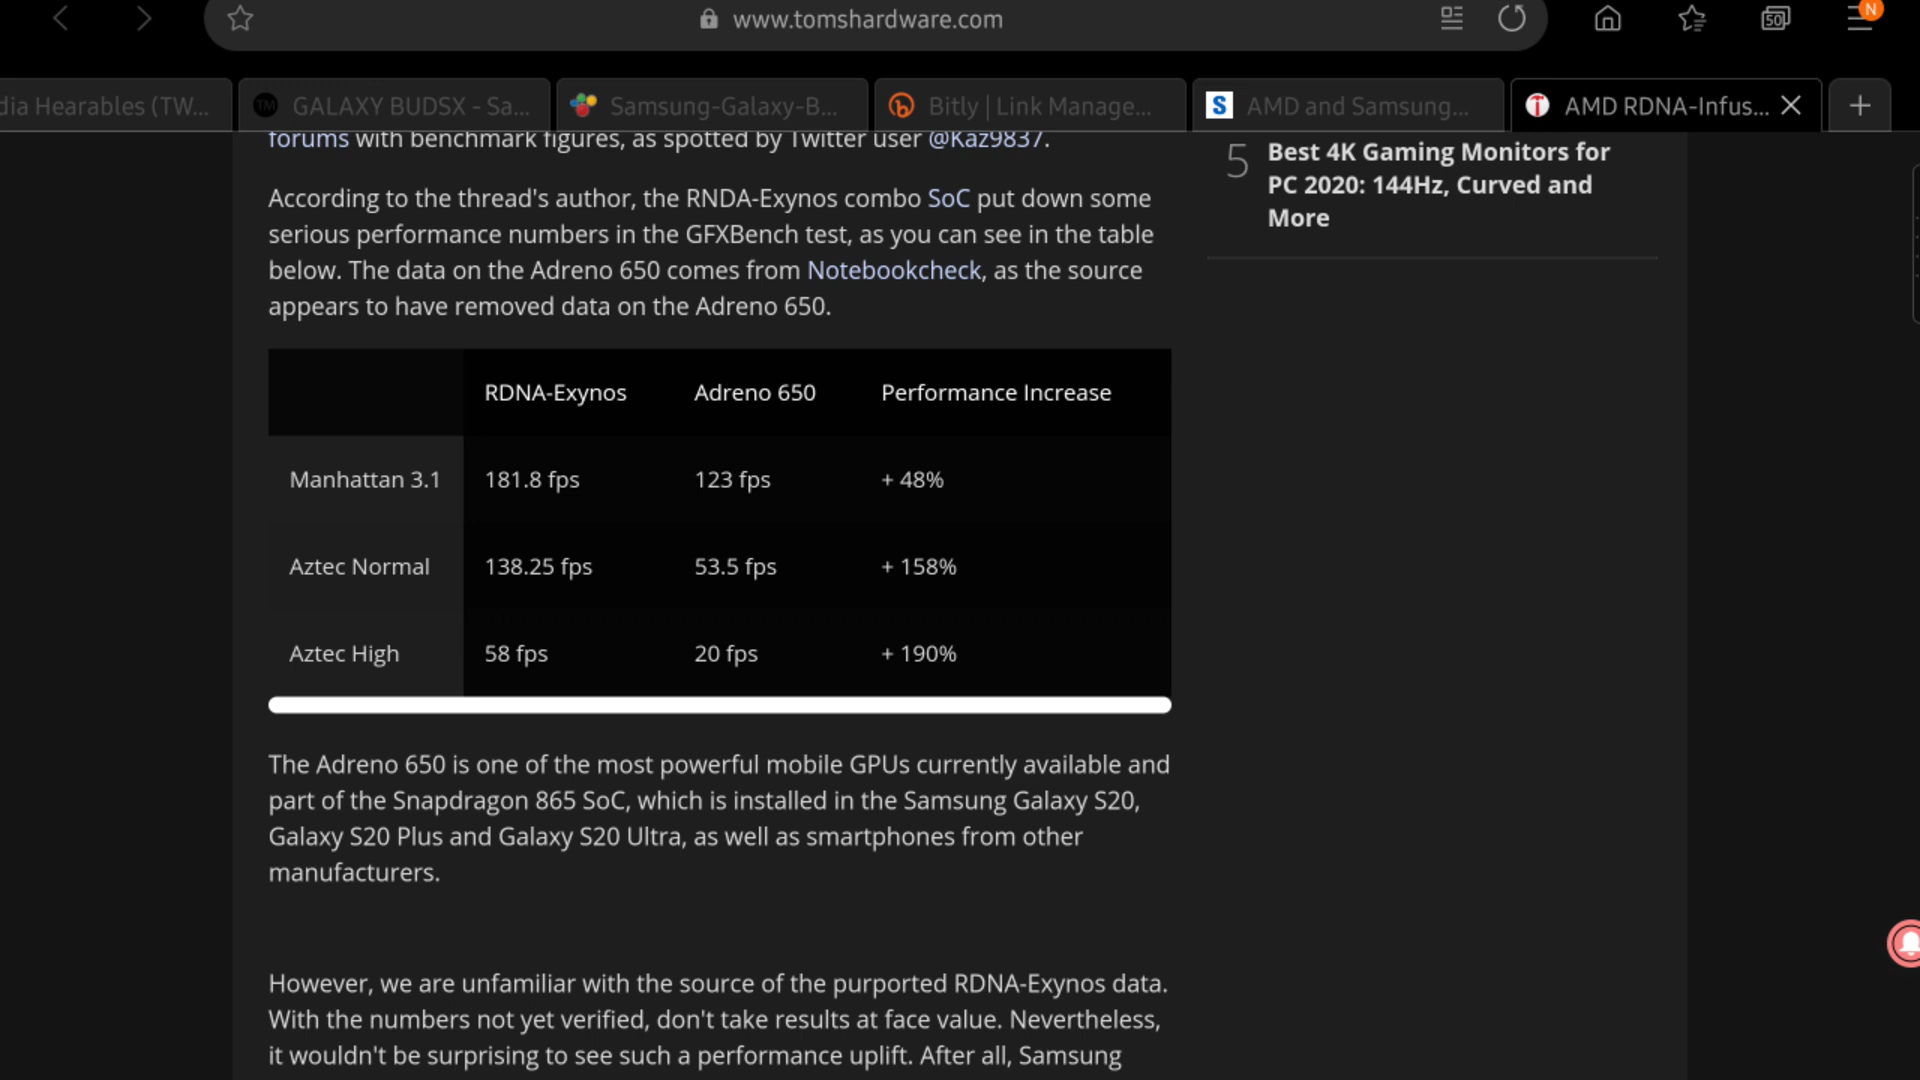 www.tomshardware.com
50
N
dia Hearables (TW...
TM
GALAXY BUDSX - Sa...
Samsung-Galaxy-B...
b
Bitly | Link Manage...
S
AMD and Samsung...
T
AMD RDNA-Infus...
forums with benchmark figures, as spotted by Twitter user @Kaz9837.
According to the thread's author, the RNDA-Exynos combo SoC put down some
serious performance numbers in the GFXBench test, as you can see in the table
below. The data on the Adreno 650 comes from Notebookcheck, as the source
appears to have removed data on the Adreno 650.
RDNA-Exynos Adreno 650 Performance Increase
Manhattan 3.1 181.8 fps 123 fps + 48%
Aztec Normal 138.25 fps 53.5 fps + 158%
Aztec High 58 fps 20 fps + 190%
The Adreno 650 is one of the most powerful mobile GPUs currently available and
part of the Snapdragon 865 SoC, which is installed in the Samsung Galaxy S20,
Galaxy S20 Plus and Galaxy S20 Ultra, as well as smartphones from other
manufacturers.
However, we are unfamiliar with the source of the purported RDNA-Exynos data.
With the numbers not yet verified, don't take results at face value. Nevertheless,
it wouldn't be surprising to see such a performance uplift. After all, Samsung
5
Best 4K Gaming Monitors for
PC 2020: 144Hz, Curved and
More